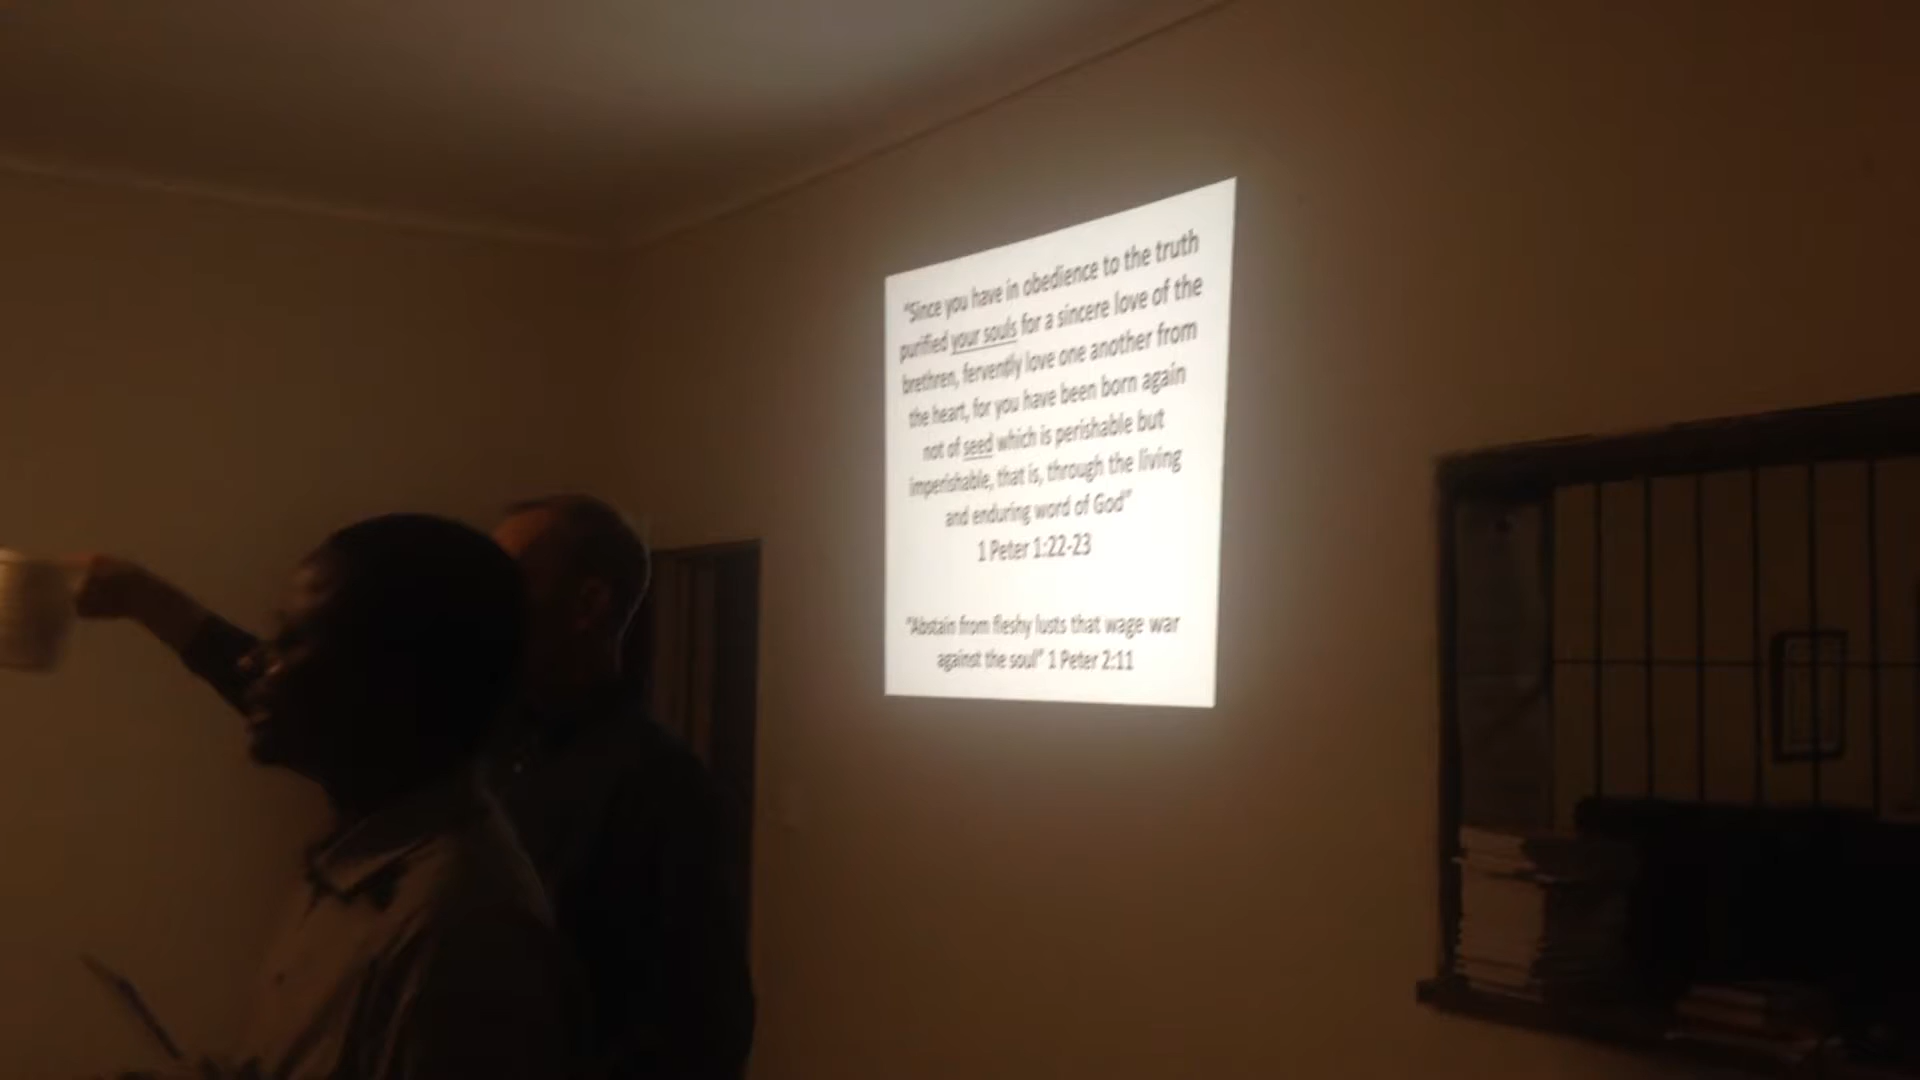 "Since you have in obedience to the truth
purified your souls for a sincere love of the
brethren, fervently love one another from
the heart, for you have been born again
not of seed which is perishable but
imperishable, that is, through the living
and enduring word of God"
1 Peter 1:22-23
"Abstain from fleshy lusts that wage war
against the soul" 1 Peter 2:11